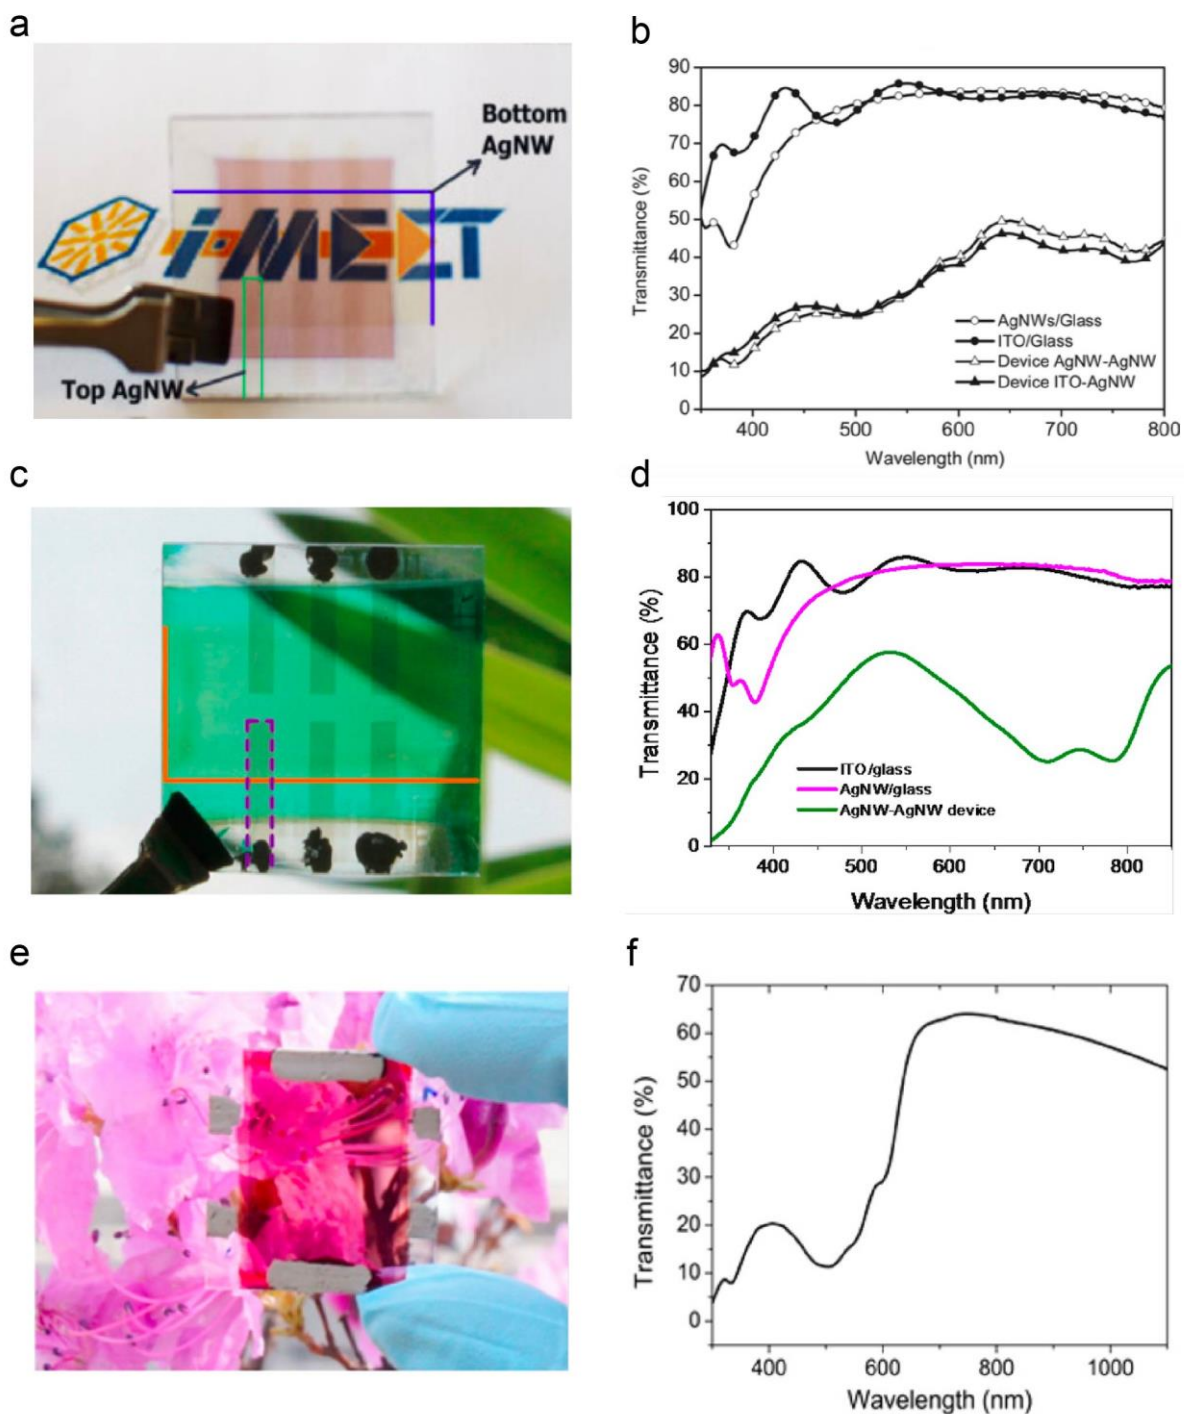 a
Bottom
AgNW
i-MEET
Top AgNW
b
90
80
70
60
50
40
30
20
10
0
Transmittance (%)
AgNWs/Glass
ITO/Glass
Device AgNW-AgNW
Device ITO-AgNW
400 500 600 700 800
Wavelength (nm)
c
d
100
80
60
40
20
0
Transmittance (%)
ITO/glass
AgNW/glass
AgNW-AgNW device
400 500 600 700 800
Wavelength (nm)
e
f
70
60
50
40
30
20
10
0
Transmittance (%)
400 600 800 1000
Wavelength (nm)